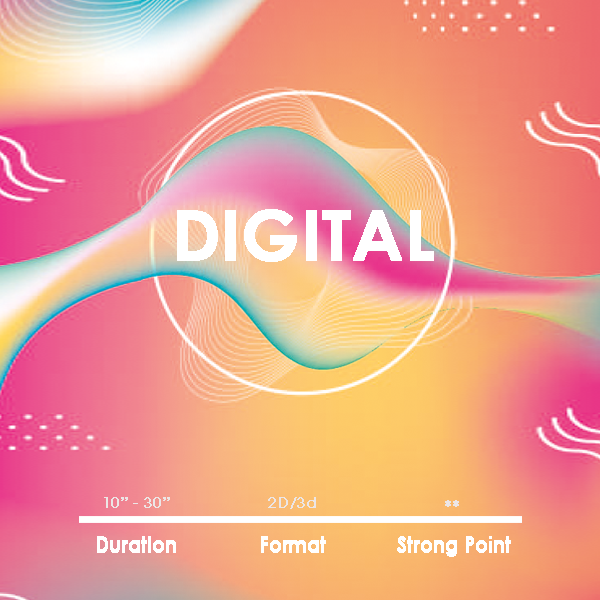 DIGITAL
10” - 30” 2D/3d **
Duration Format Strong Point